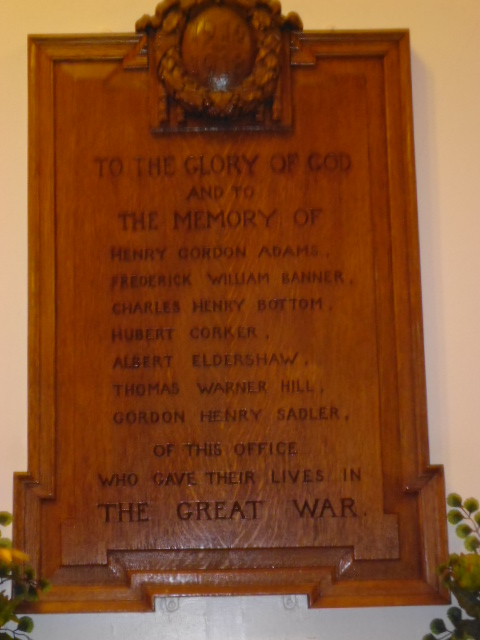 TO THE GLORY OF GOD
AND TO
THE MEMORY OF
HENRY GORDON ADAMS,
FREDERICK WILLIAM BANNER,
CHARLES HENRY BOTTOM,
HUBERT CORKER,
ALBERT ELDERSHAW,
THOMAS WARNER HILL,
GORDON HENRY SADLER,
OF THIS OFFICE
WHO GAVE THEIR LIVES IN
THE GREAT WAR.